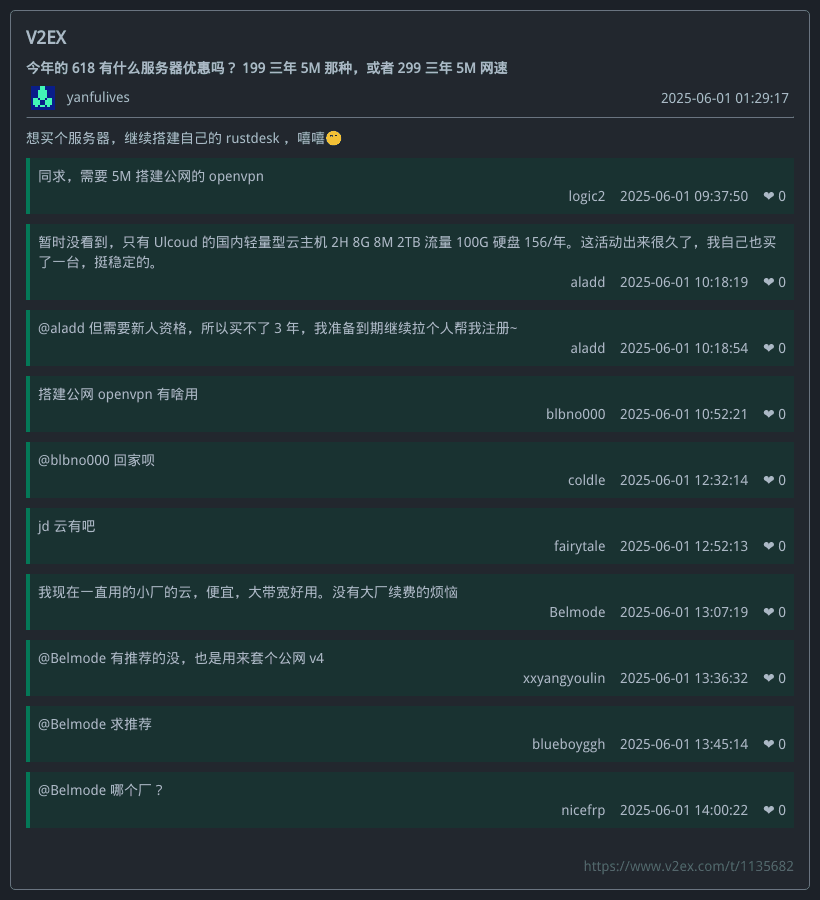 V2EX
今年的 618 有什么服务器优惠吗？ 199 三年 5M 那种，或者 299 三年 5M 网速
yanfulives
2025-06-01 01:29:17
想买个服务器，继续搭建自己的 rustdesk ，嘻嘻😁
同求，需要 5M 搭建公网的 openvpn
logic2 2025-06-01 09:37:50 ❤ 0
暂时没看到，只有 Ulcoud 的国内轻量型云主机 2H 8G 8M 2TB 流量 100G 硬盘 156/年。这活动出来很久了，我自己也买
了一台，挺稳定的。
aladd 2025-06-01 10:18:19 ❤ 0
@aladd 但需要新人资格，所以买不了 3 年，我准备到期继续拉个人帮我注册~
aladd 2025-06-01 10:18:54 ❤ 0
搭建公网 openvpn 有啥用
blbno000 2025-06-01 10:52:21 ❤ 0
@blbno000 回家呗
coldle 2025-06-01 12:32:14 ❤ 0
jd 云有吧
fairytale 2025-06-01 12:52:13 ❤ 0
我现在一直用的小厂的云，便宜，大带宽好用。没有大厂续费的烦恼
Belmode 2025-06-01 13:07:19 ❤ 0
@Belmode 有推荐的没，也是用来套个公网 v4
xxyangyoulin 2025-06-01 13:36:32 ❤ 0
@Belmode 求推荐
blueboyggh 2025-06-01 13:45:14 ❤ 0
@Belmode 哪个厂？
nicefrp 2025-06-01 14:00:22 ❤ 0
https://www.v2ex.com/t/1135682